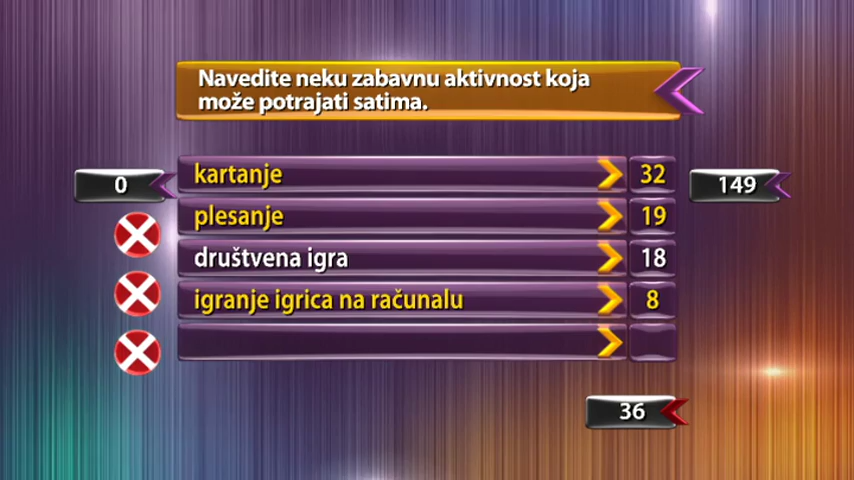 Navedite neku zabavnu aktivnost koja
može potrajati satima.
0
kartanje 32
149
plesanje 19
društvena igra 18
igranje igrica na računalu 8
36